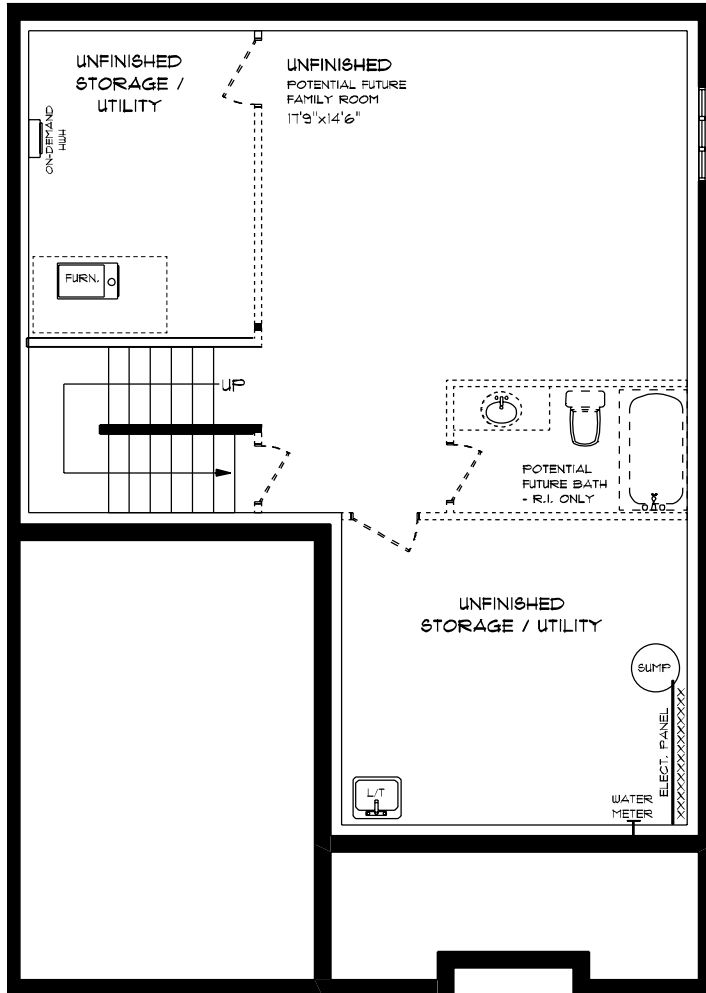 UNFINISHED
STORAGE /
UTILITY
UNFINISHED
POTENTIAL FUTURE
FAMILY ROOM
17'9"x14'6"
ON-DEMAND
HWH
FURN.
UP
POTENTIAL
FUTURE BATH
- R.I. ONLY
UNFINISHED
STORAGE / UTILITY
SUMP
ELECT. PANEL
L/T
WATER
METER